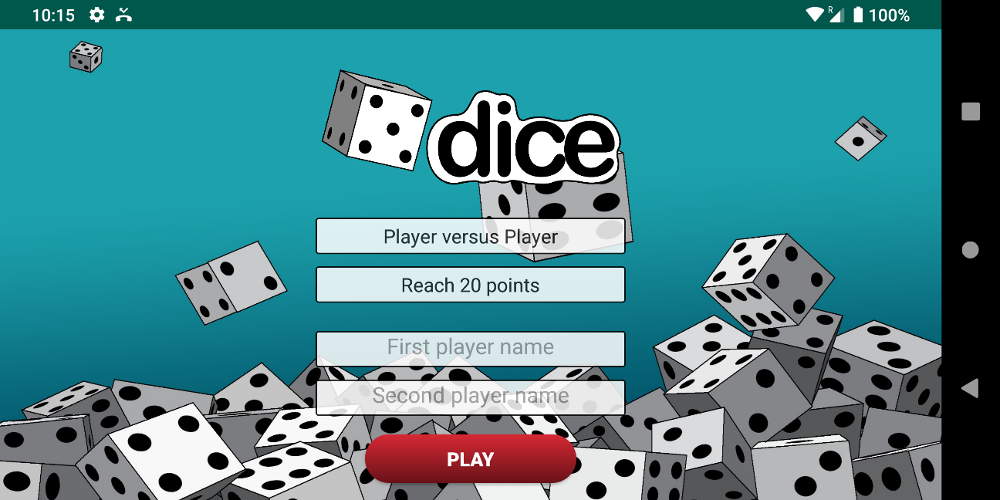 10:15
R
100%
dice
Player versus Player
Reach 20 points
First player name
Second player name
PLAY